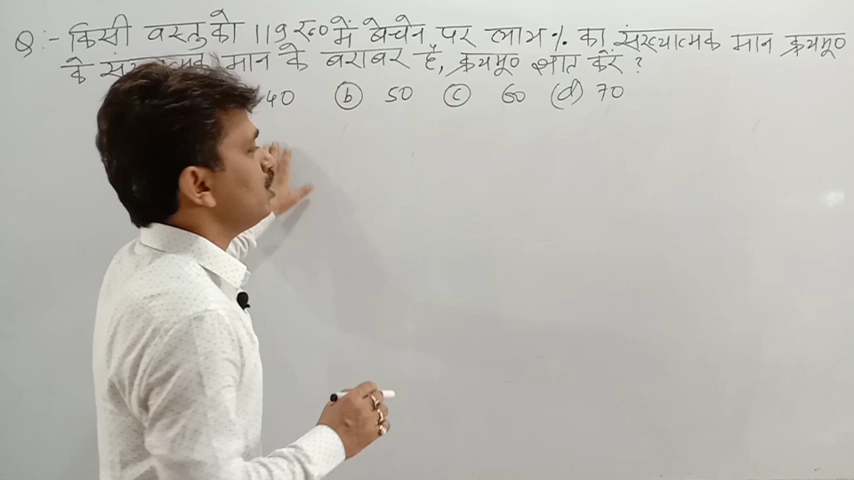 Q:- किसी वस्तु को 119 रु० में बेचने पर लाभ % का संख्यात्मक मान क्रयमू०
के संख्यात्मक मान के बराबर है, क्रयमू० ज्ञात करें ?
40 (b) 50 (c) 60 (d) 70